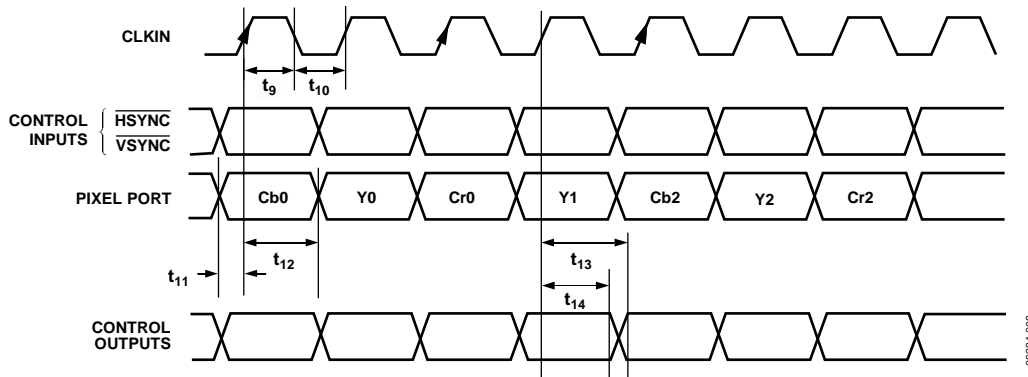 CLKIN
t9
t10
CONTROL INPUTS
HSYNC
VSYNC
PIXEL PORT
Cb0
Y0
Cr0
Y1
Cb2
Y2
Cr2
t12
t13
t11
t14
CONTROL
OUTPUTS